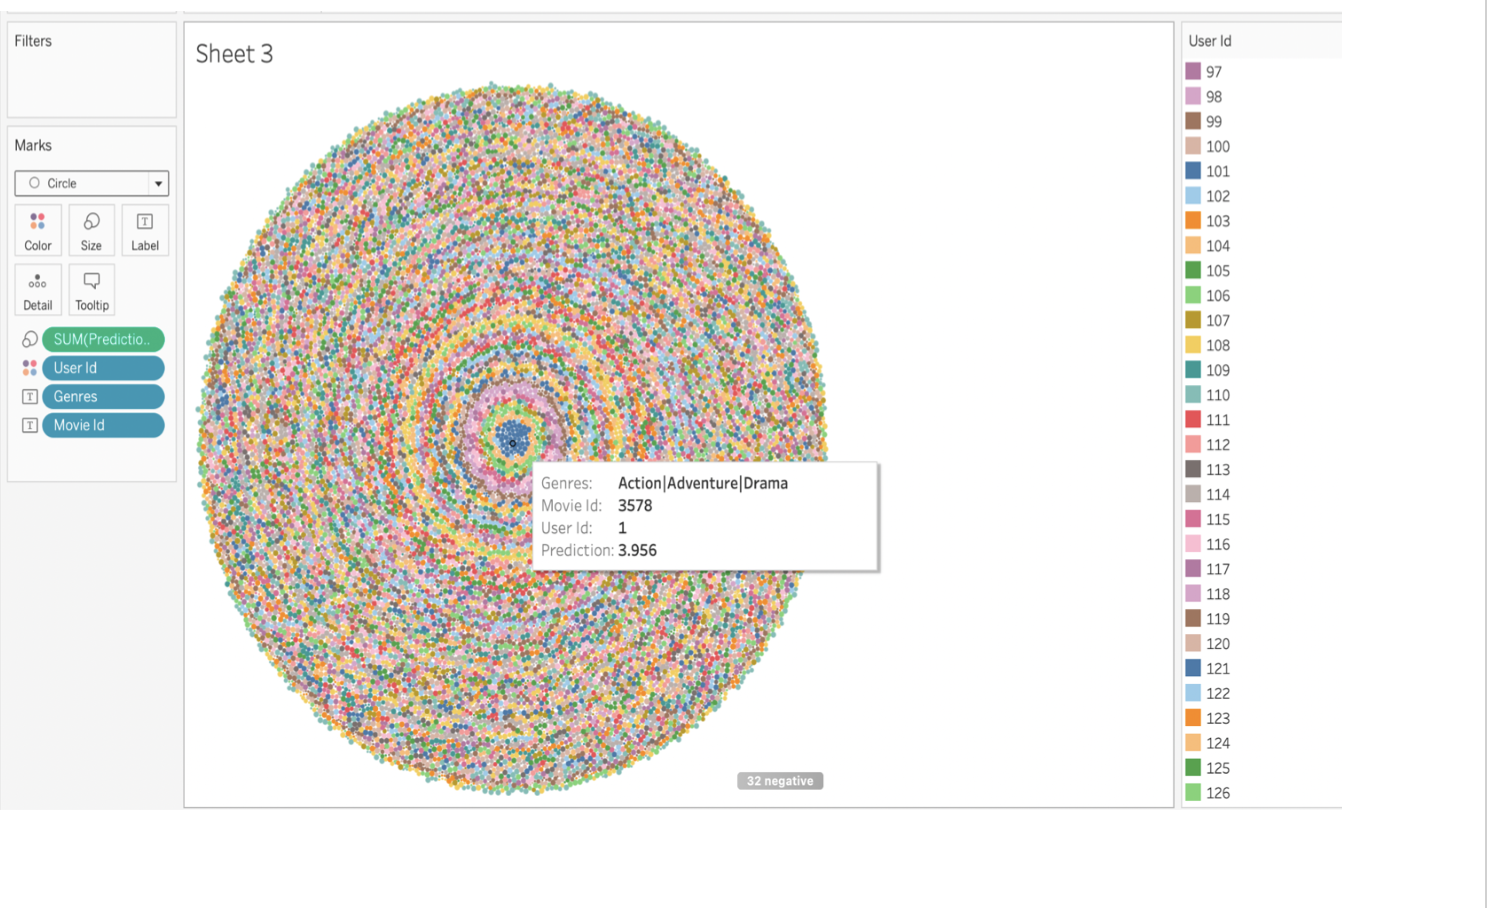 Filters
Sheet 3
Marks
Circle
Color
Size
Label
Detail
Tooltip
SUM(Predictio..
User Id
Genres
Movie Id
Genres: Action|Adventure|Drama
Movie Id: 3578
User Id: 1
Prediction: 3.956
32 negative
User Id
97
98
99
100
101
102
103
104
105
106
107
108
109
110
111
112
113
114
115
116
117
118
119
120
121
122
123
124
125
126